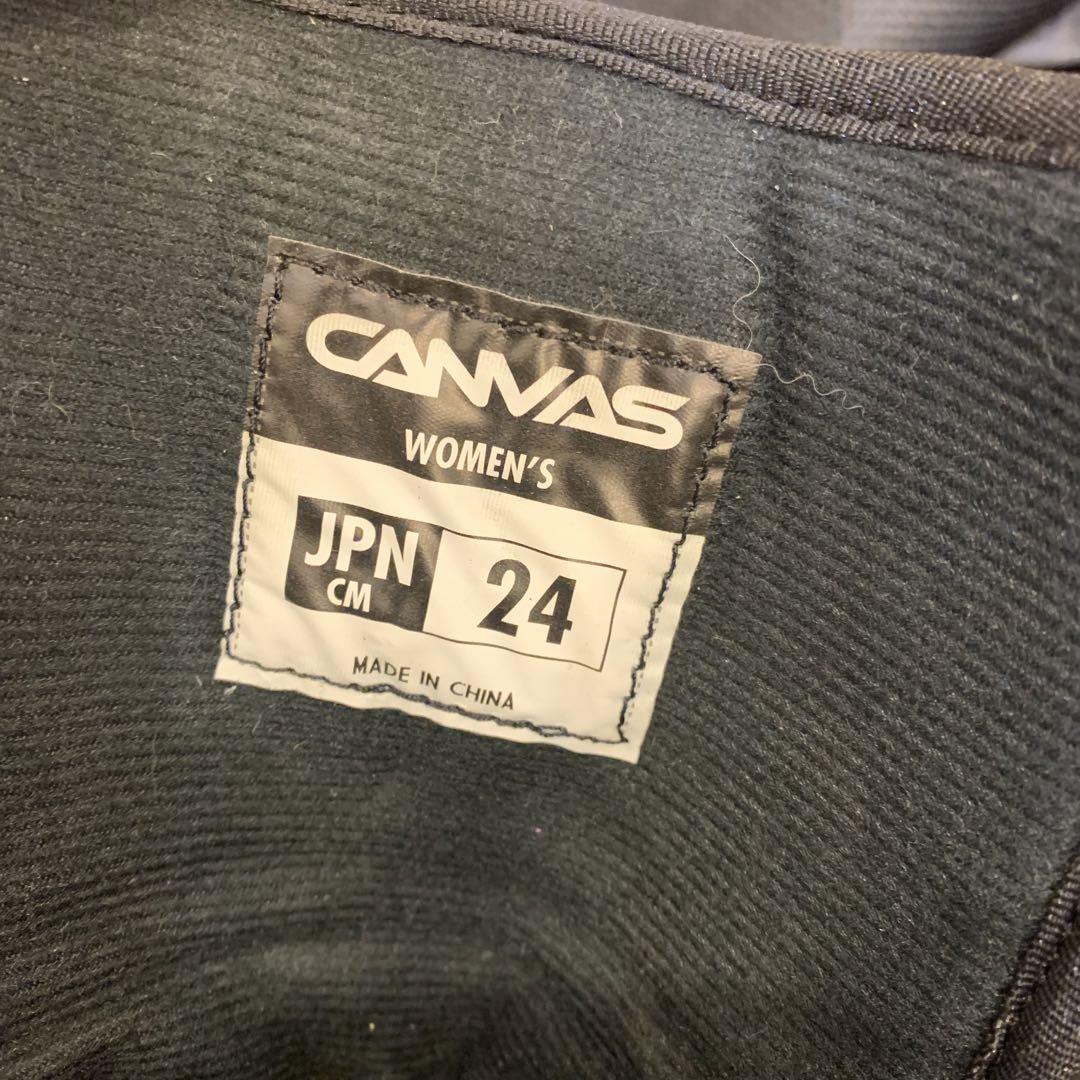 CANVAS
WOMEN'S
JPN
CM
24
MADE IN CHINA